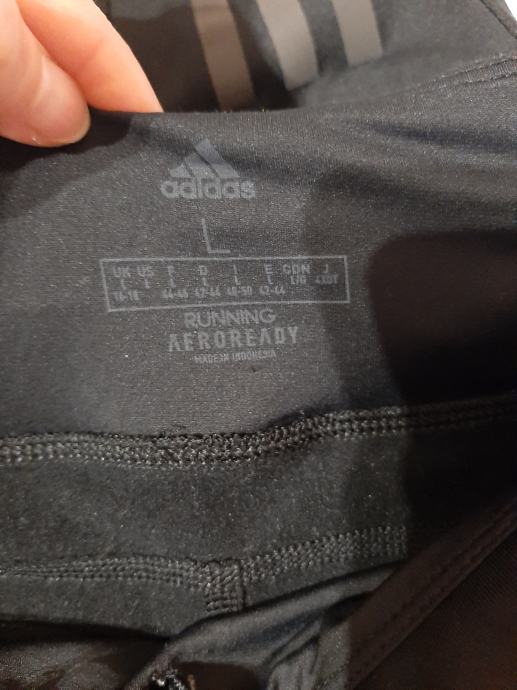 adidas
L
UK US F D I E CDN J
L L L L L L L/G 4XOT
16-18 44-46 42-44 48-50 42-44
RUNNING
AEROREADY
MADE IN INDONESIA